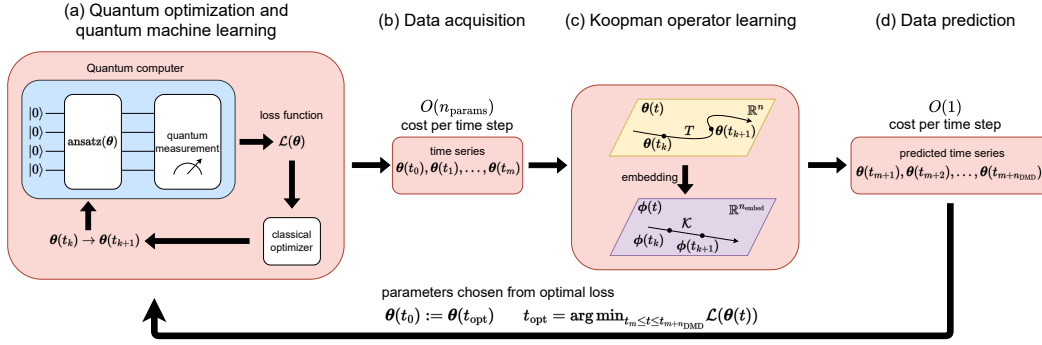 (a) Quantum optimization and
quantum machine learning
Quantum computer
|0⟩
|0⟩
|0⟩
|0⟩
ansatz(θ)
quantum
measurement
loss function
ℒ(θ)
classical
optimizer
θ(t_k) → θ(t_{k+1})
(b) Data acquisition
O(n_params)
cost per time step
time series
θ(t_0), θ(t_1), . . . , θ(t_m)
(c) Koopman operator learning
θ(t)
ℝ^n
T
θ(t_k)
θ(t_{k+1})
embedding
ϕ(t)
ℝ^{n_embed}
𝒦
ϕ(t_k)
ϕ(t_{k+1})
(d) Data prediction
O(1)
cost per time step
predicted time series
θ(t_{m+1}), θ(t_{m+2}), . . . , θ(t_{m+n_DMD})
parameters chosen from optimal loss
θ(t_0) := θ(t_opt) t_opt = arg min_{t_m≤t≤t_{m+n_DMD}} ℒ(θ(t))